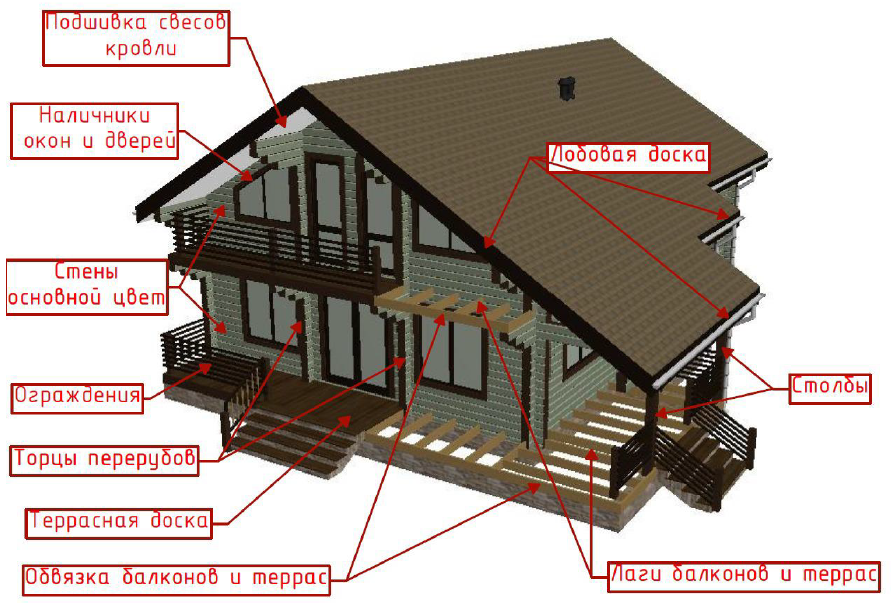 Подшивка свесов
кровли
Наличники
окон и дверей
Лобовая доска
Стены
основной цвет
Ограждения
Столбы
Торцы перерубов
Террасная доска
Обвязка балконов и террас
Лаги балконов и террас